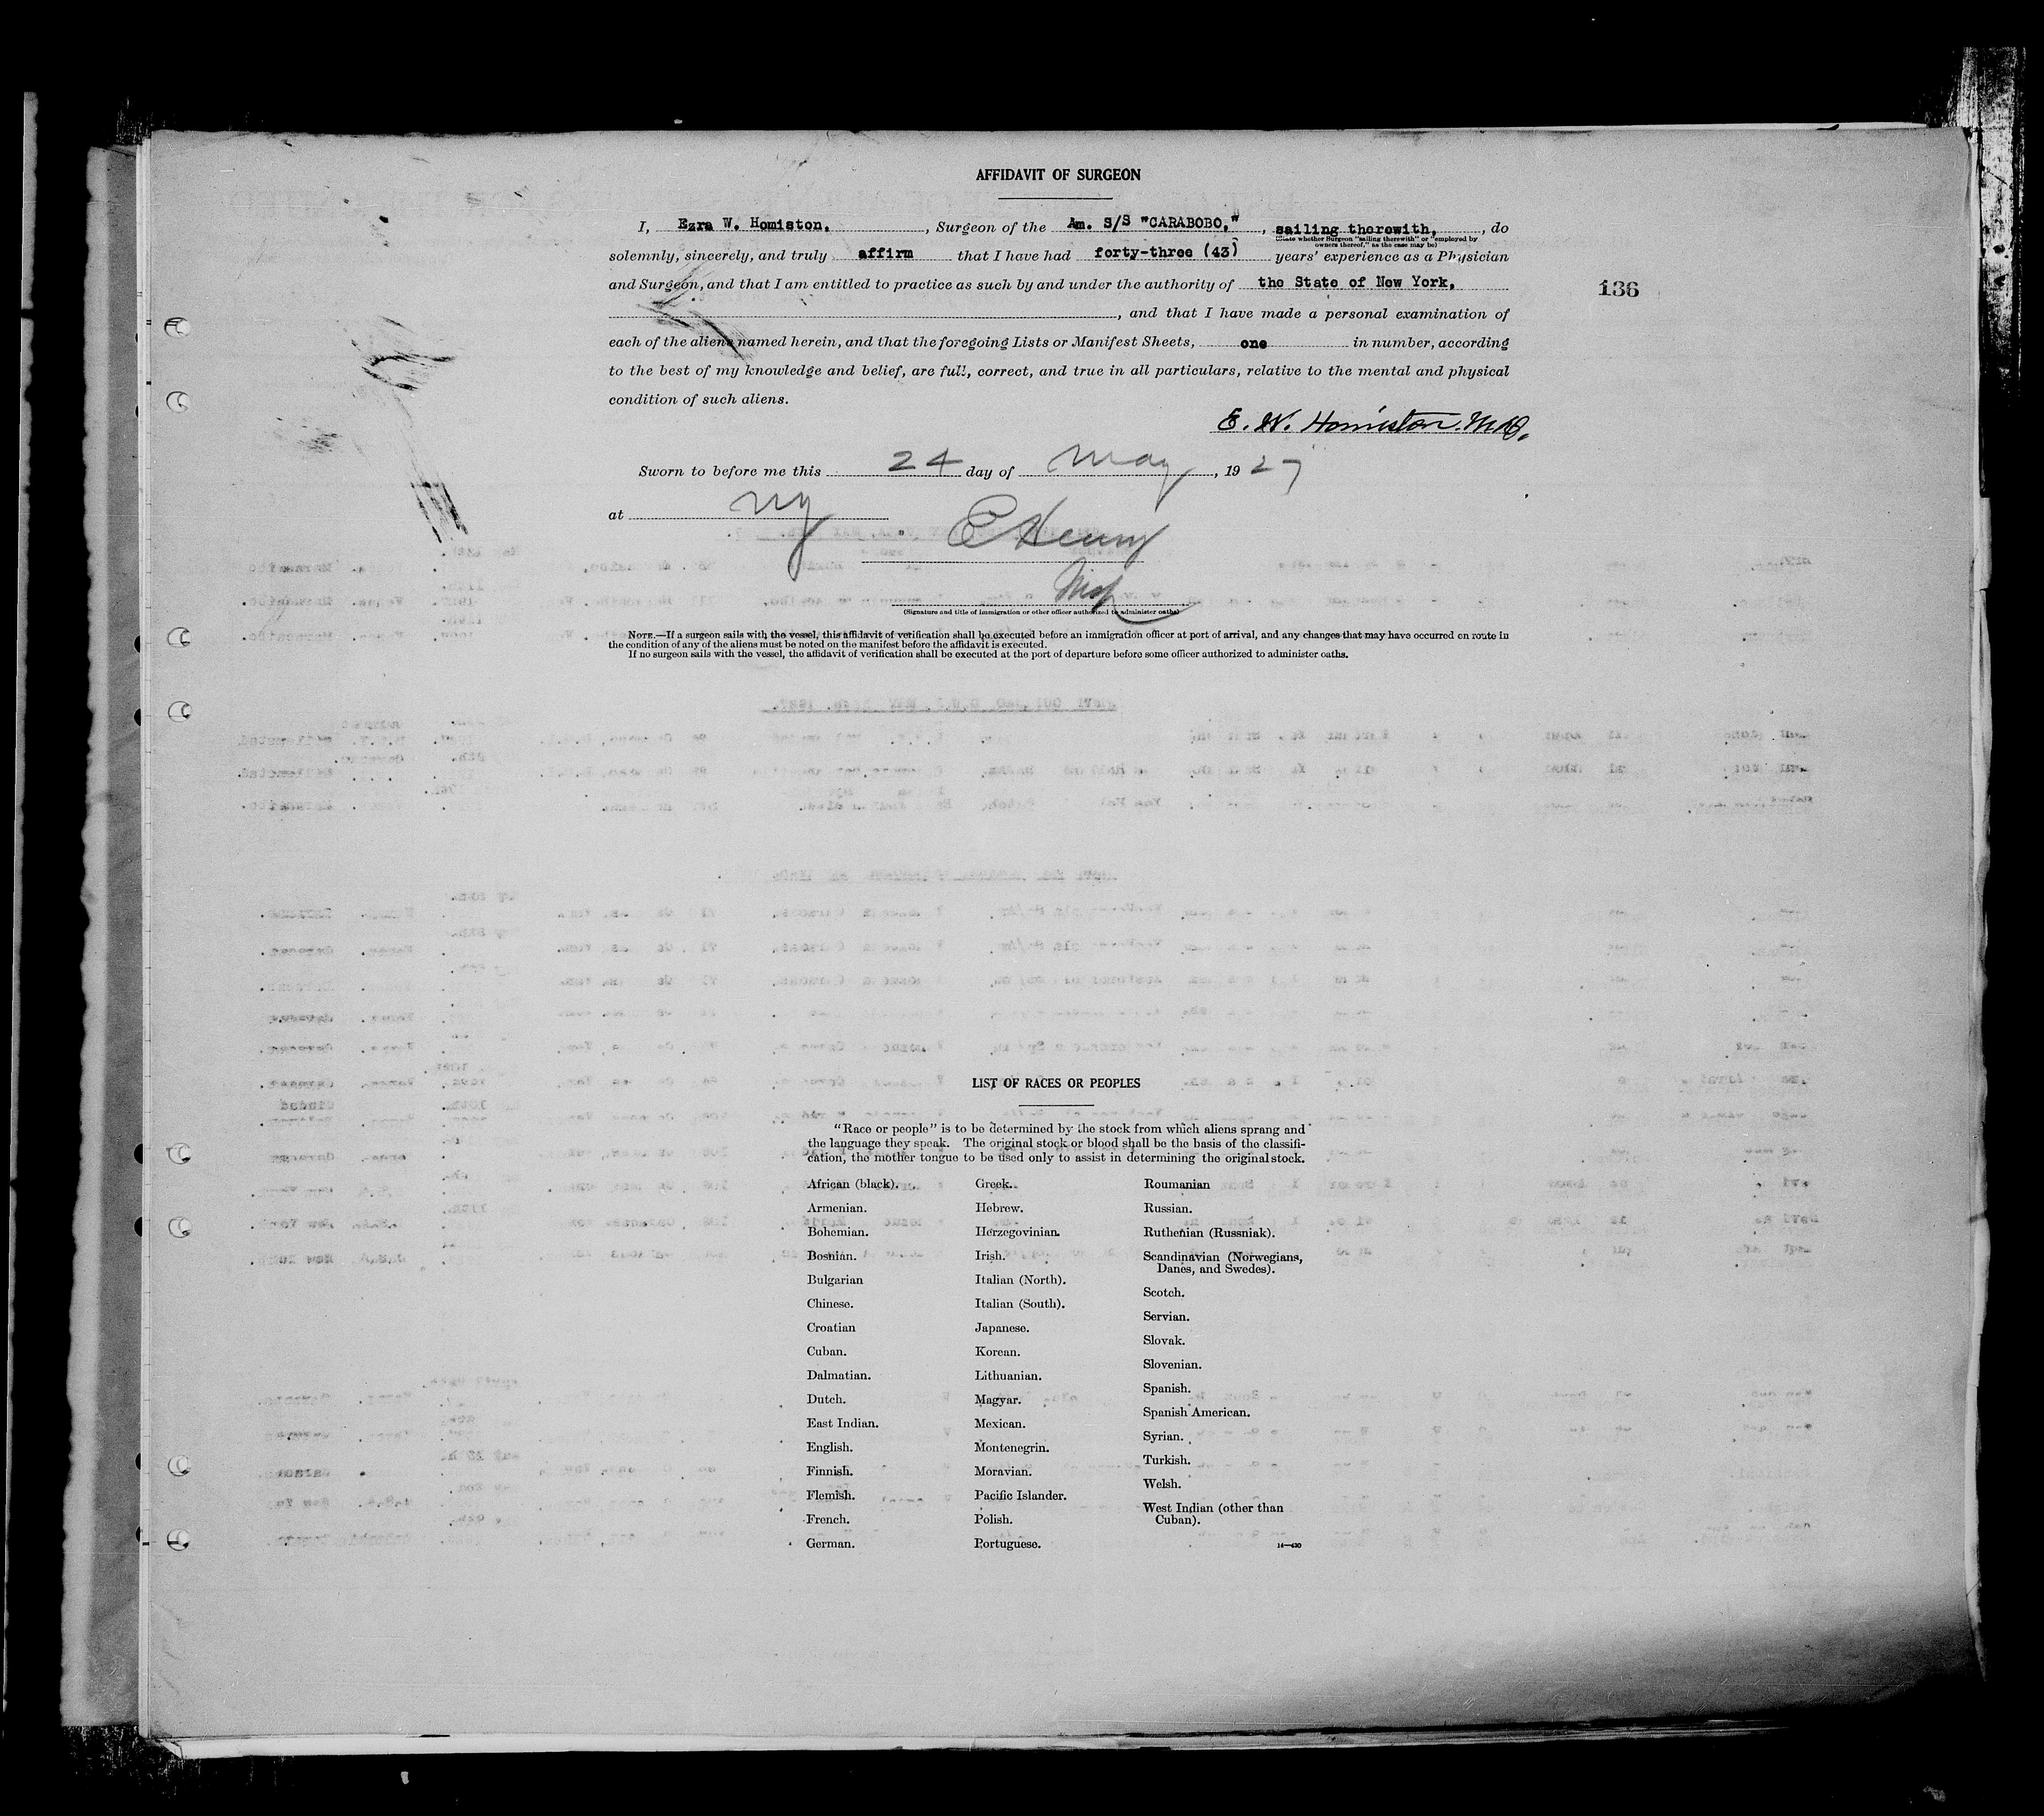 AFFIDAVIT OF SURGEON
I, Ezra W. Homiston, , Surgeon of the Am. S/S "CARABOBO," , sailing therewith, , do
(State whether Surgeon "sailing therewith" or "employed by
owners thereof," as the case may be)
solemnly, sincerely, and truly affirm that I have had forty-three (43) years' experience as a Physician
and Surgeon, and that I am entitled to practice as such by and under the authority of the State of New York,
136
, and that I have made a personal examination of
each of the aliens named herein, and that the foregoing Lists or Manifest Sheets, one in number, according
to the best of my knowledge and belief, are full, correct, and true in all particulars, relative to the mental and physical
condition of such aliens.
E. W. Homiston. M.D.
Sworn to before me this 24 day of May, 1927
at NY
E Henry
Insp
(Signature and title of immigration or other officer authorized to administer oaths)
NOTE.—If a surgeon sails with the vessel, this affidavit of verification shall be executed before an immigration officer at port of arrival, and any changes that may have occurred en route in
the condition of any of the aliens must be noted on the manifest before the affidavit is executed.
If no surgeon sails with the vessel, the affidavit of verification shall be executed at the port of departure before some officer authorized to administer oaths.
LIST OF RACES OR PEOPLES
"Race or people" is to be determined by the stock from which aliens sprang and
the language they speak. The original stock or blood shall be the basis of the classifi-
cation, the mother tongue to be used only to assist in determining the original stock.
African (black).
Armenian.
Bohemian.
Bosnian.
Bulgarian
Chinese.
Croatian
Cuban.
Dalmatian.
Dutch.
East Indian.
English.
Finnish.
Flemish.
French.
German.
Greek.
Hebrew.
Herzegovinian.
Irish.
Italian (North).
Italian (South).
Japanese.
Korean.
Lithuanian.
Magyar.
Mexican.
Montenegrin.
Moravian.
Pacific Islander.
Polish.
Portuguese.
Roumanian
Russian.
Ruthenian (Russniak).
Scandinavian (Norwegians,
Danes, and Swedes).
Scotch.
Servian.
Slovak.
Slovenian.
Spanish.
Spanish American.
Syrian.
Turkish.
Welsh.
West Indian (other than
Cuban).
14—430